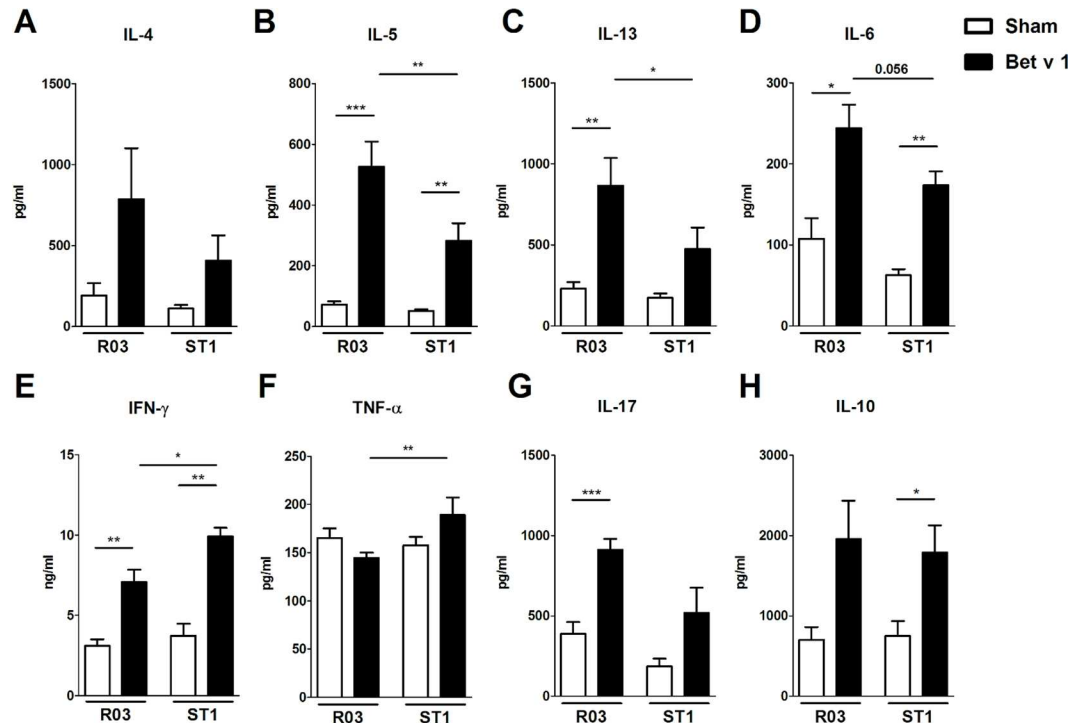 A
IL-4
1500
1000
500
0
pg/ml
R03
ST1
B
IL-5
**
***
**
800
600
400
200
0
pg/ml
R03
ST1
C
IL-13
*
**
1500
1000
500
0
pg/ml
R03
ST1
D
IL-6
0.056
*
**
300
200
100
0
pg/ml
R03
ST1
Sham
Bet v 1
E
IFN-γ
*
**
**
15
10
5
0
ng/ml
R03
ST1
F
TNF-α
**
250
200
150
100
50
0
pg/ml
R03
ST1
G
IL-17
***
1500
1000
500
0
pg/ml
R03
ST1
H
IL-10
*
3000
2000
1000
0
pg/ml
R03
ST1